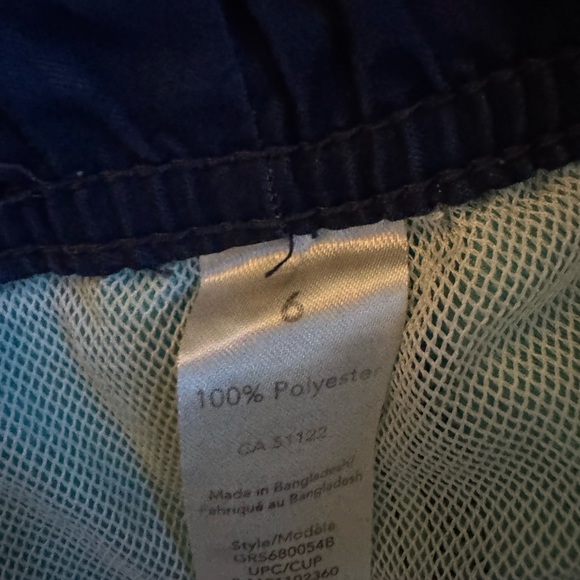 6
100% Polyester
CA 51122
Made in Bangladesh/
Fabriqué au Bangladesh
Style/Modèle
GRS680054B
UPC/CUP